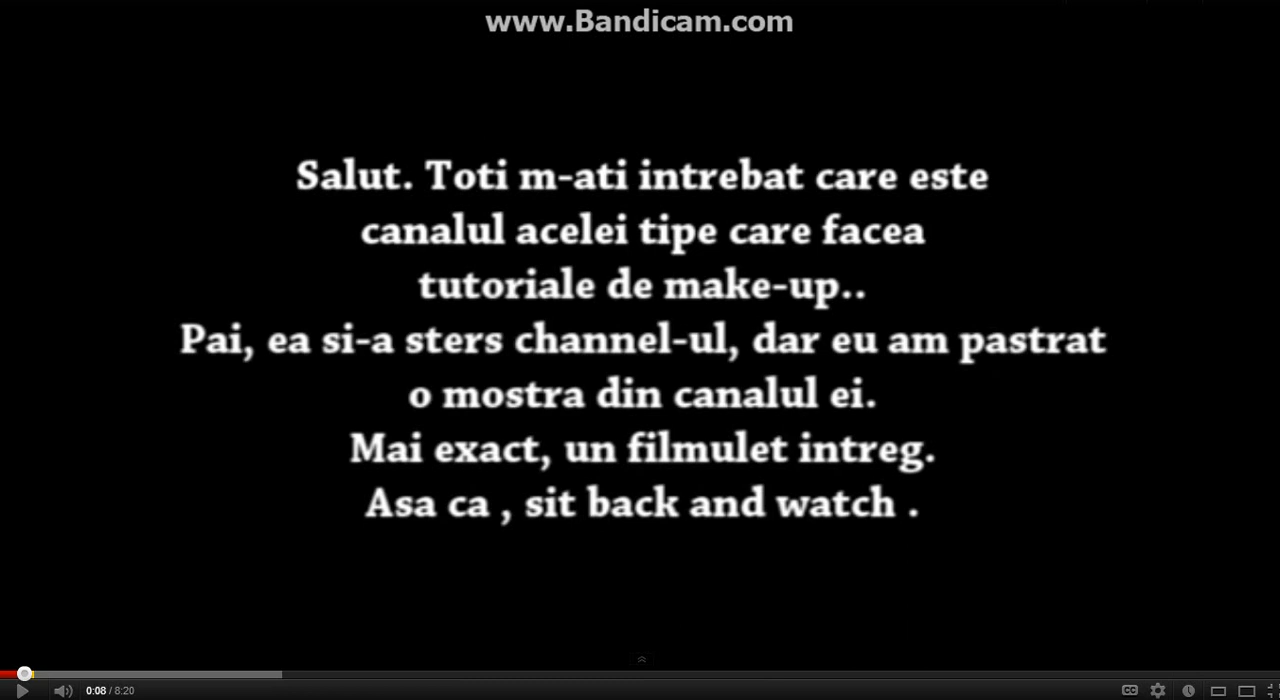 www.Bandicam.com
Salut. Toti m-ati intrebat care este
canalul acelei tipe care facea
tutoriale de make-up..
Pai, ea si-a sters channel-ul, dar eu am pastrat
o mostra din canalul ei.
Mai exact, un filmulet intreg.
Asa ca , sit back and watch .
0:08 / 8:20
CC